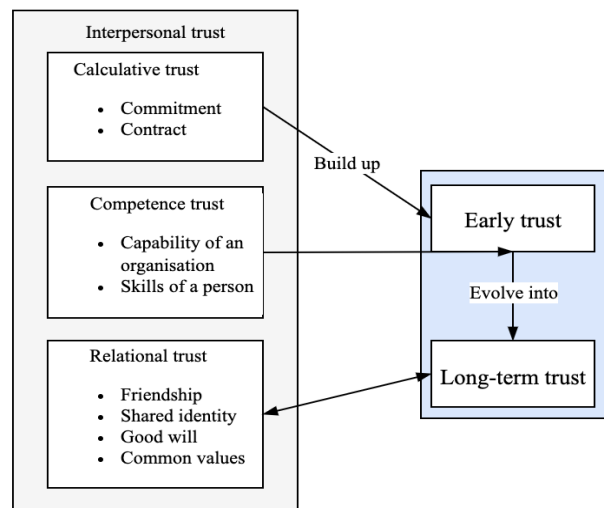 Interpersonal trust
Calculative trust
• Commitment
• Contract
Build up
Competence trust
• Capability of an
organisation
• Skills of a person
Early trust
Evolve into
Relational trust
• Friendship
• Shared identity
• Good will
• Common values
Long-term trust